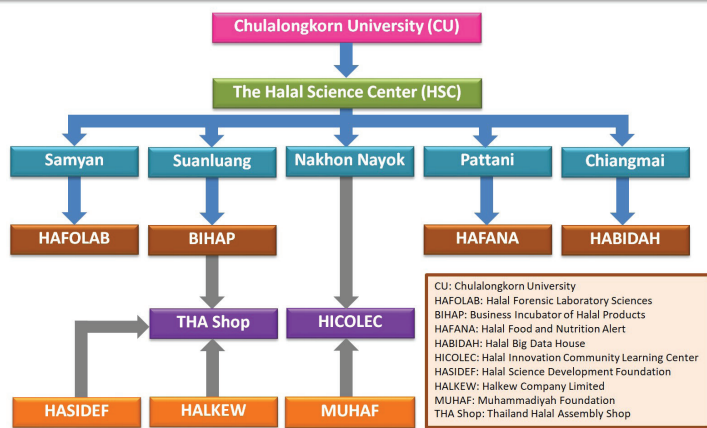 Chulalongkorn University (CU)
The Halal Science Center (HSC)
Samyan
Suanluang
Nakhon Nayok
Pattani
Chiangmai
HAFOLAB
BIHAP
HAFANA
HABIDAH
THA Shop
HICOLEC
HASIDEF
HALKEW
MUHAF
CU: Chulalongkorn University
HAFOLAB: Halal Forensic Laboratory Sciences
BIHAP: Business Incubator of Halal Products
HAFANA: Halal Food and Nutrition Alert
HABIDAH: Halal Big Data House
HICOLEC: Halal Innovation Community Learning Center
HASIDEF: Halal Science Development Foundation
HALKEW: Halkew Company Limited
MUHAF: Muhammadiyah Foundation
THA Shop: Thailand Halal Assembly Shop